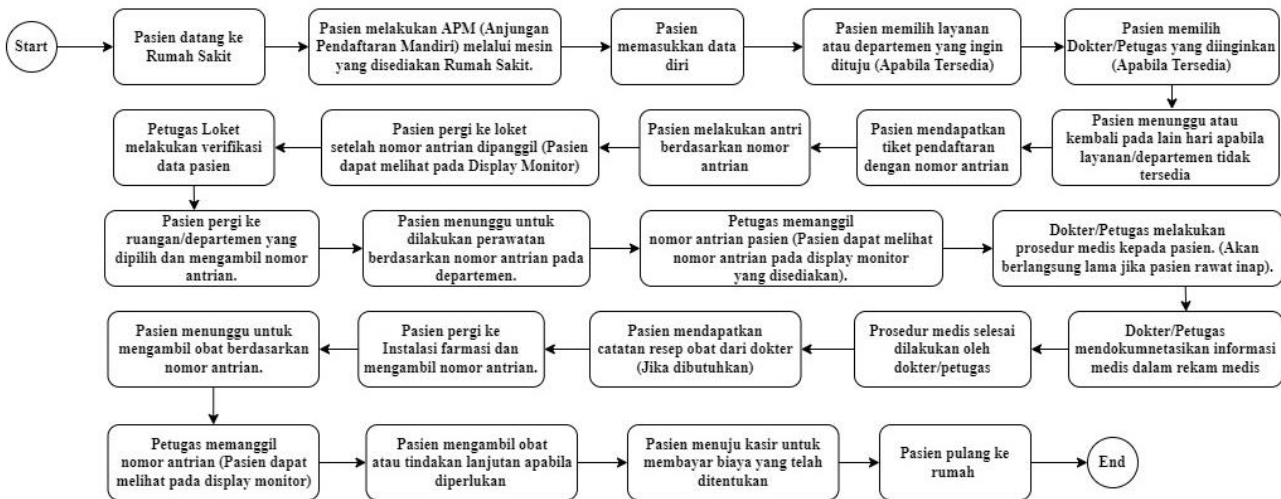 Start
Pasien datang ke
Rumah Sakit
Pasien melakukan APM (Anjungan
Pendaftaran Mandiri) melalui mesin
yang disediakan Rumah Sakit.
Pasien
memasukkan data
diri
Pasien memilih layanan
atau departemen yang ingin
dituju (Apabila Tersedia)
Pasien memilih
Dokter/Petugas yang diinginkan
(Apabila Tersedia)
Pasien menunggu atau
kembali pada lain hari apabila
layanan/departemen tidak
tersedia
Pasien mendapatkan
tiket pendaftaran
dengan nomor antrian
Pasien melakukan antri
berdasarkan nomor
antrian
Pasien pergi ke loket
setelah nomor antrian dipanggil (Pasien
dapat melihat pada Display Monitor)
Petugas Loket
melakukan verifikasi
data pasien
Pasien pergi ke
ruangan/departemen yang
dipilih dan mengambil nomor
antrian.
Pasien menunggu untuk
dilakukan perawatan
berdasarkan nomor antrian pada
departemen.
Petugas memanggil
nomor antrian pasien (Pasien dapat melihat
nomor antrian pada display monitor
yang disediakan).
Dokter/Petugas melakukan
prosedur medis kepada pasien. (Akan
berlangsung lama jika pasien rawat inap).
Dokter/Petugas
mendokumnetasikan informasi
medis dalam rekam medis
Prosedur medis selesai
dilakukan oleh
dokter/petugas
Pasien mendapatkan
catatan resep obat dari dokter
(Jika dibutuhkan)
Pasien pergi ke
Instalasi farmasi dan
mengambil nomor antrian.
Pasien menunggu untuk
mengambil obat berdasarkan
nomor antrian.
Petugas memanggil
nomor antrian (Pasien dapat
melihat pada display monitor)
Pasien mengambil obat
atau tindakan lanjutan apabila
diperlukan
Pasien menuju kasir untuk
membayar biaya yang telah
ditentukan
Pasien pulang ke
rumah
End